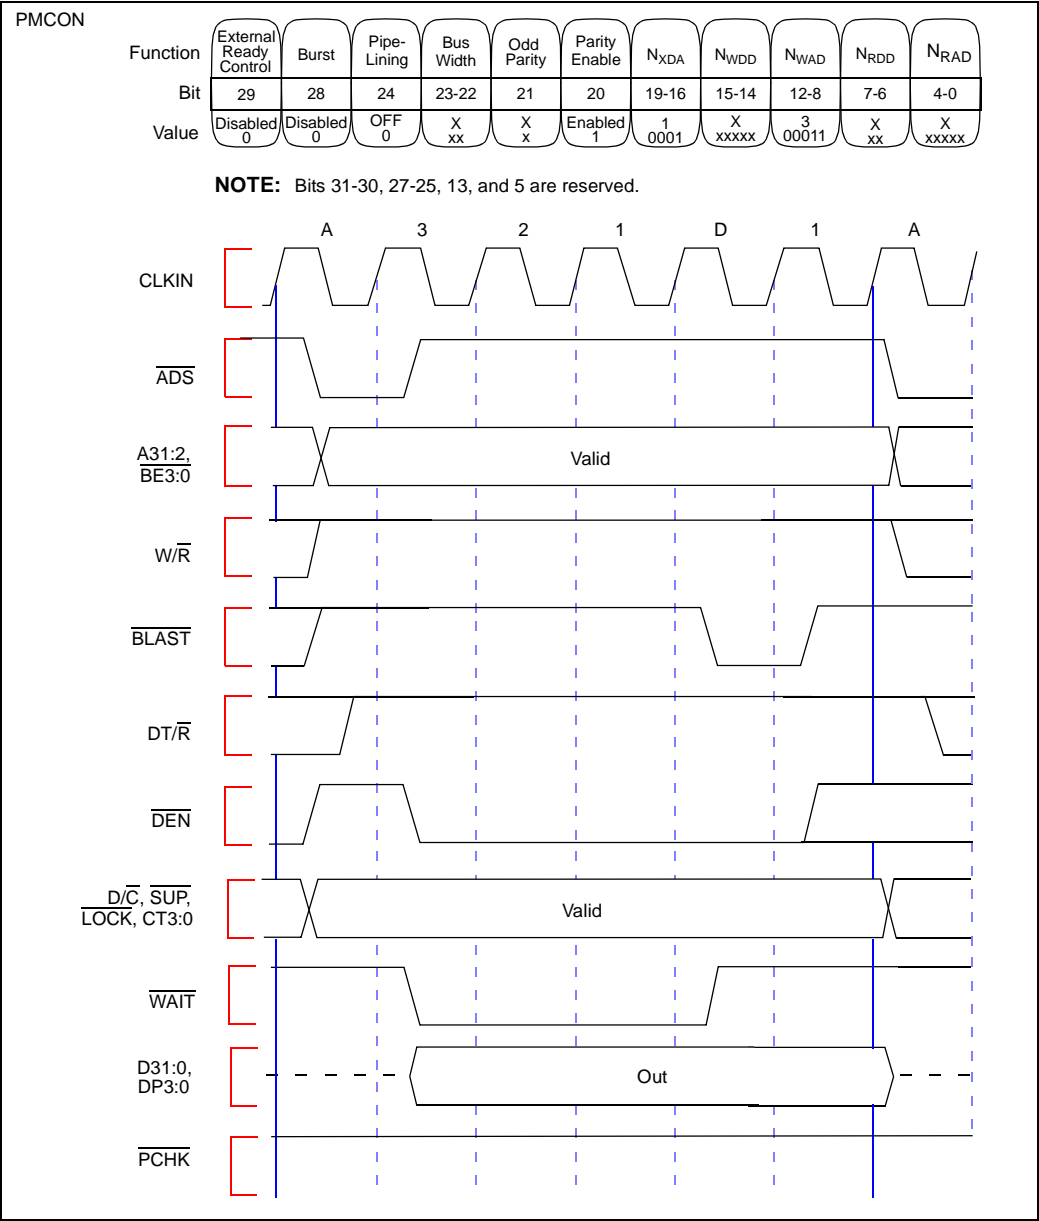 PMCON
Function
External Ready Control
Burst
Pipe-Lining
Bus Width
Odd Parity
Parity Enable
NXDA
NWDD
NWAD
NRDD
NRAD
Bit 29 28 24 23-22 21 20 19-16 15-14 12-8 7-6 4-0
Value
Disabled 0
Disabled 0
OFF 0
X xx
X x
Enabled 1
1 0001
X xxxxx
3 00011
X xx
X xxxxx
NOTE: Bits 31-30, 27-25, 13, and 5 are reserved.
A 3 2 1 D 1 A
CLKIN
ADS
A31:2,
BE3:0
Valid
W/R
BLAST
DT/R
DEN
D/C, SUP,
LOCK, CT3:0
Valid
WAIT
D31:0,
DP3:0
Out
PCHK